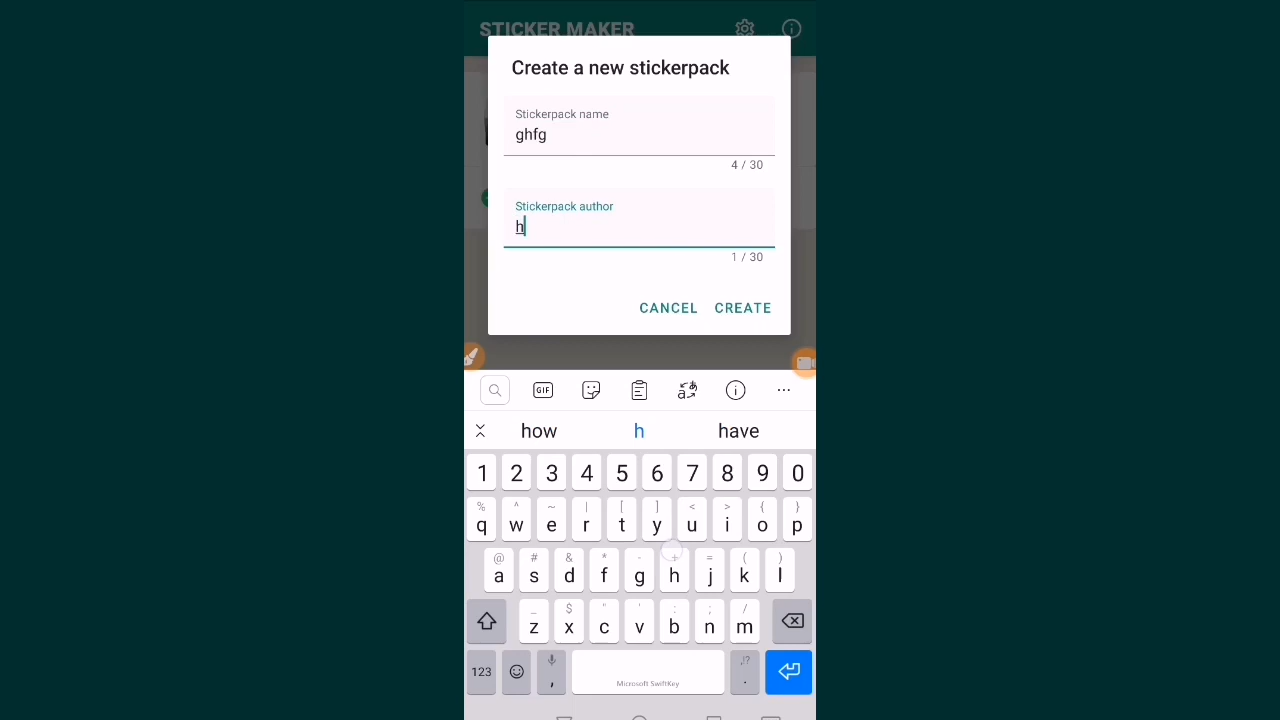 STICKER MAKER
Create a new stickerpack
Stickerpack name
ghfg
4 / 30
Stickerpack author
h
1 / 30
CANCEL CREATE
GIF
how h have
1 2 3 4 5 6 7 8 9 0
% ^ ~ | [ ] < > { }
q w e r t y u i o p
@ # & * - + = ( )
a s d f g h j k l
_ $ " ' : ; /
z x c v b n m
123 , Microsoft SwiftKey ,!? .